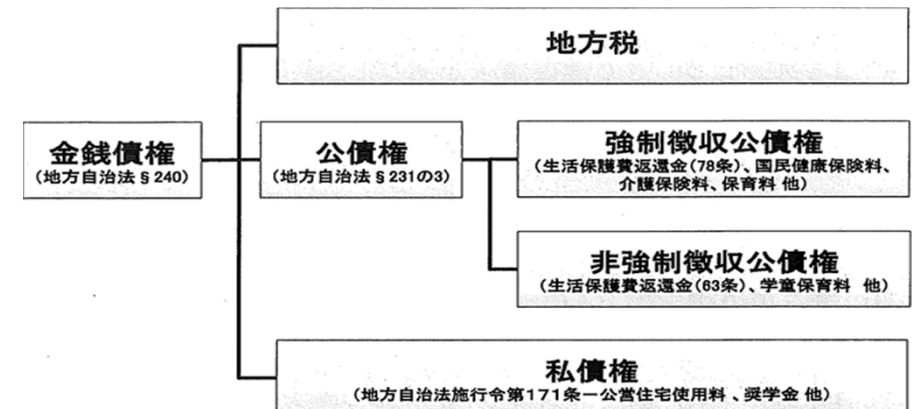 地方税
金銭債権
(地方自治法§240)
公債権
(地方自治法§231の3)
強制徴収公債権
(生活保護費返還金(78条)、国民健康保険料、
介護保険料、保育料 他)
非強制徴収公債権
(生活保護費返還金(63条)、学童保育料 他)
私債権
(地方自治法施行令第171条ー公営住宅使用料 、奨学金 他)